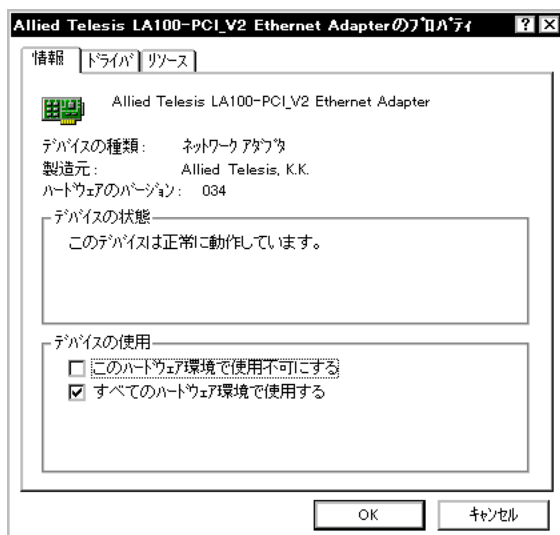 Allied Telesis LA100-PCI_V2 Ethernet Adapterのﾌﾟﾛﾊﾟﾃｨ
情報 ﾄﾞﾗｲﾊﾞ ﾘｿｰｽ
Allied Telesis LA100-PCI_V2 Ethernet Adapter
ﾃﾞﾊﾞｲｽの種類: ﾈｯﾄﾜｰｸ ｱﾀﾞﾌﾟﾀ
製造元: Allied Telesis, K.K.
ﾊｰﾄﾞｳｪｱのﾊﾞｰｼﾞｮﾝ: 034
ﾃﾞﾊﾞｲｽの状態
このﾃﾞﾊﾞｲｽは正常に動作しています。
ﾃﾞﾊﾞｲｽの使用
このﾊｰﾄﾞｳｪｱ環境で使用不可にする
すべてのﾊｰﾄﾞｳｪｱ環境で使用する
OK ｷｬﾝｾﾙ